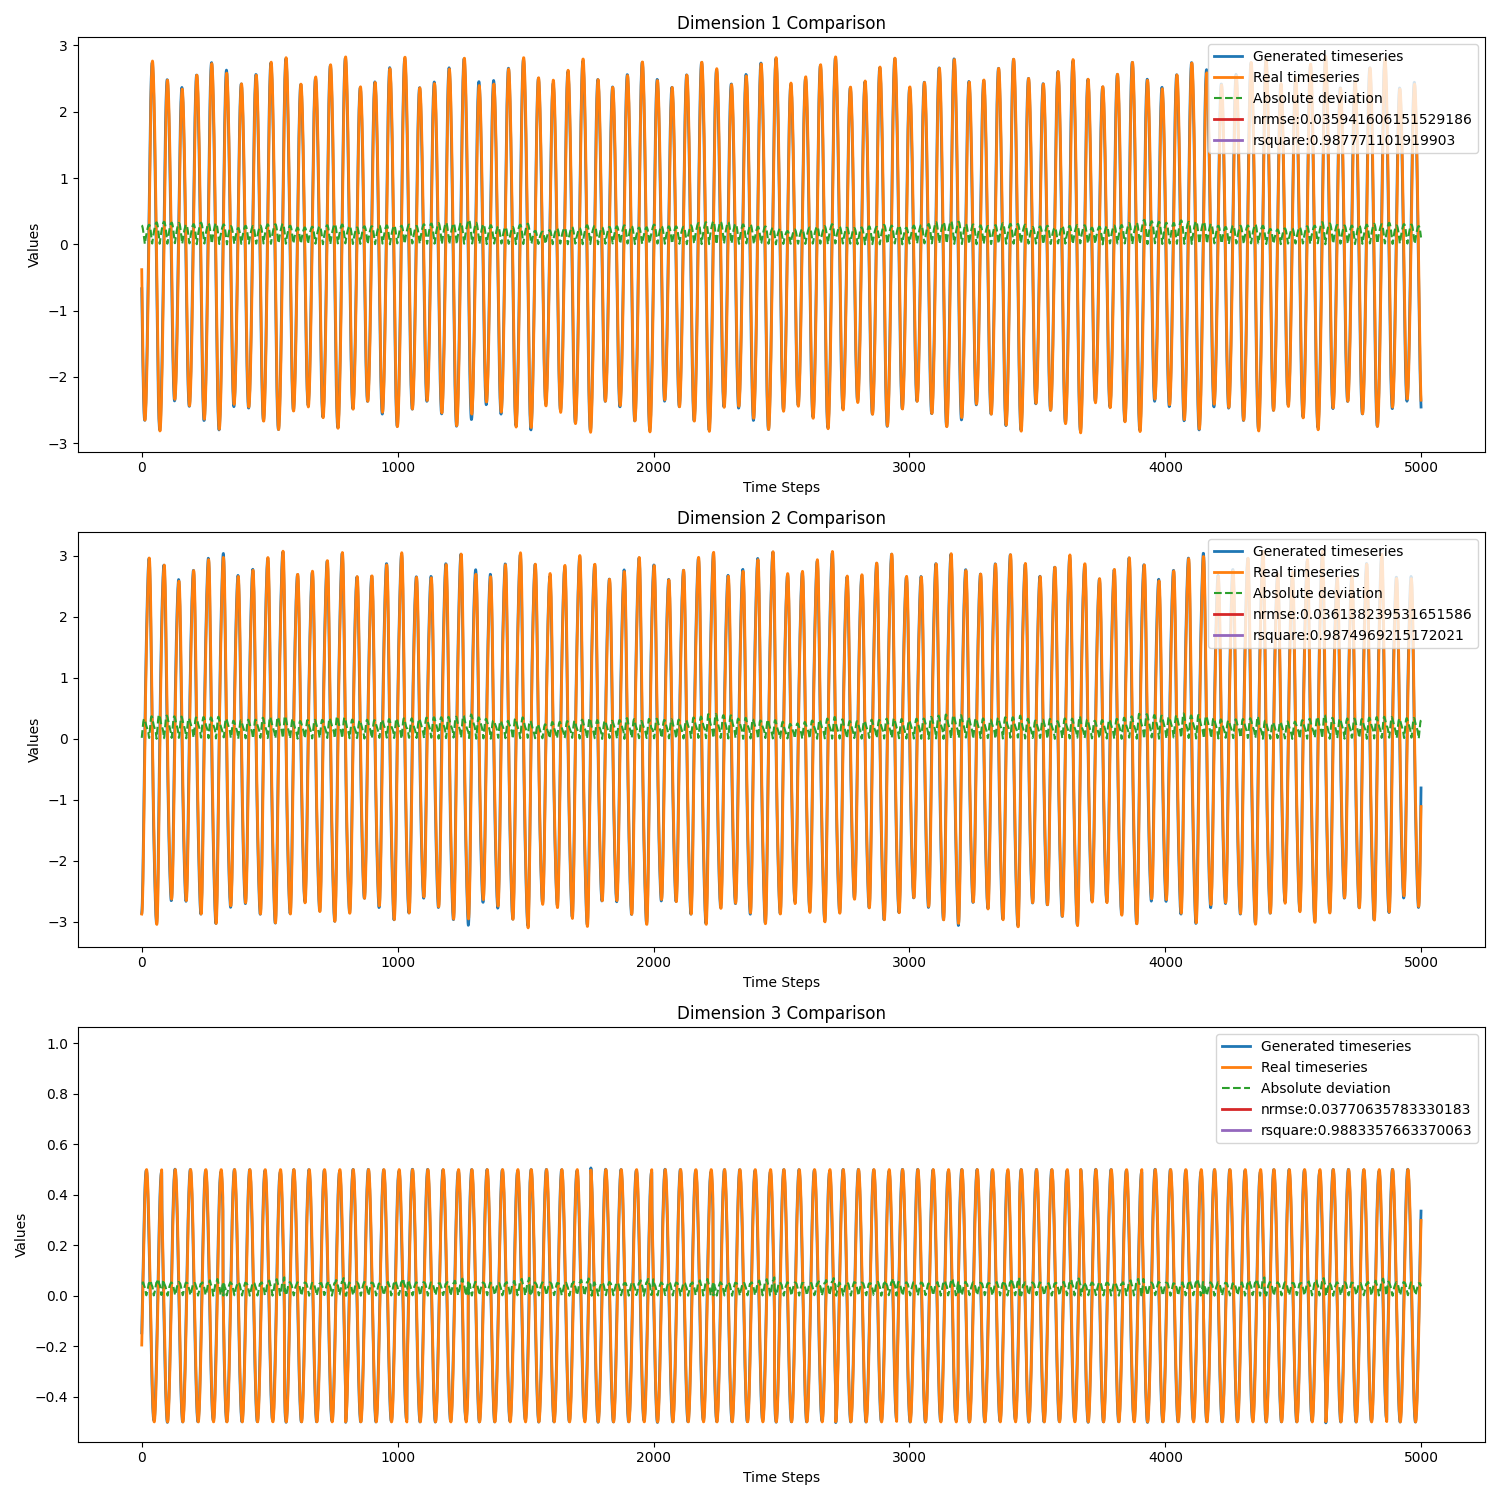 Dimension 1 Comparison
Generated timeseries
Real timeseries
Absolute deviation
nrmse:0.035941606151529186
rsquare:0.987771101919903
3
2
1
0
−1
−2
−3
Values
0
1000
2000
3000
4000
5000
Time Steps
Dimension 2 Comparison
Generated timeseries
Real timeseries
Absolute deviation
nrmse:0.036138239531651586
rsquare:0.9874969215172021
3
2
1
0
−1
−2
−3
Values
0
1000
2000
3000
4000
5000
Time Steps
Dimension 3 Comparison
Generated timeseries
Real timeseries
Absolute deviation
nrmse:0.03770635783330183
rsquare:0.9883357663370063
1.0
0.8
0.6
0.4
0.2
0.0
−0.2
−0.4
Values
0
1000
2000
3000
4000
5000
Time Steps